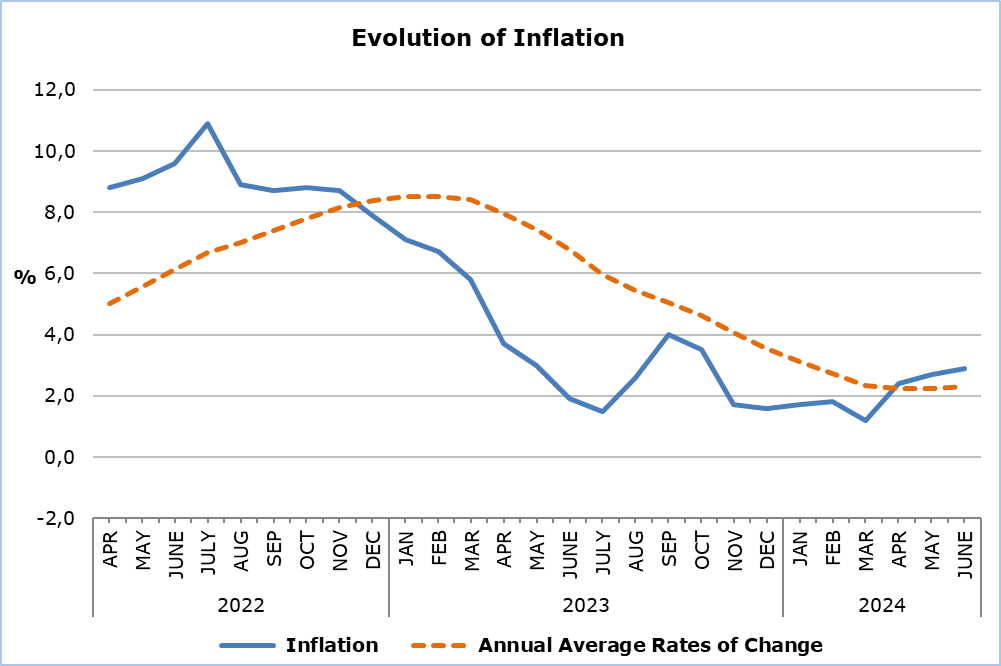 Evolution of Inflation
12,0
10,0
8,0
6,0
%
4,0
2,0
0,0
-2,0
APR MAY JUNE JULY AUG SEP OCT NOV DEC JAN FEB MAR APR MAY JUNE JULY AUG SEP OCT NOV DEC JAN FEB MAR APR MAY JUNE
2022 2023 2024
Inflation Annual Average Rates of Change